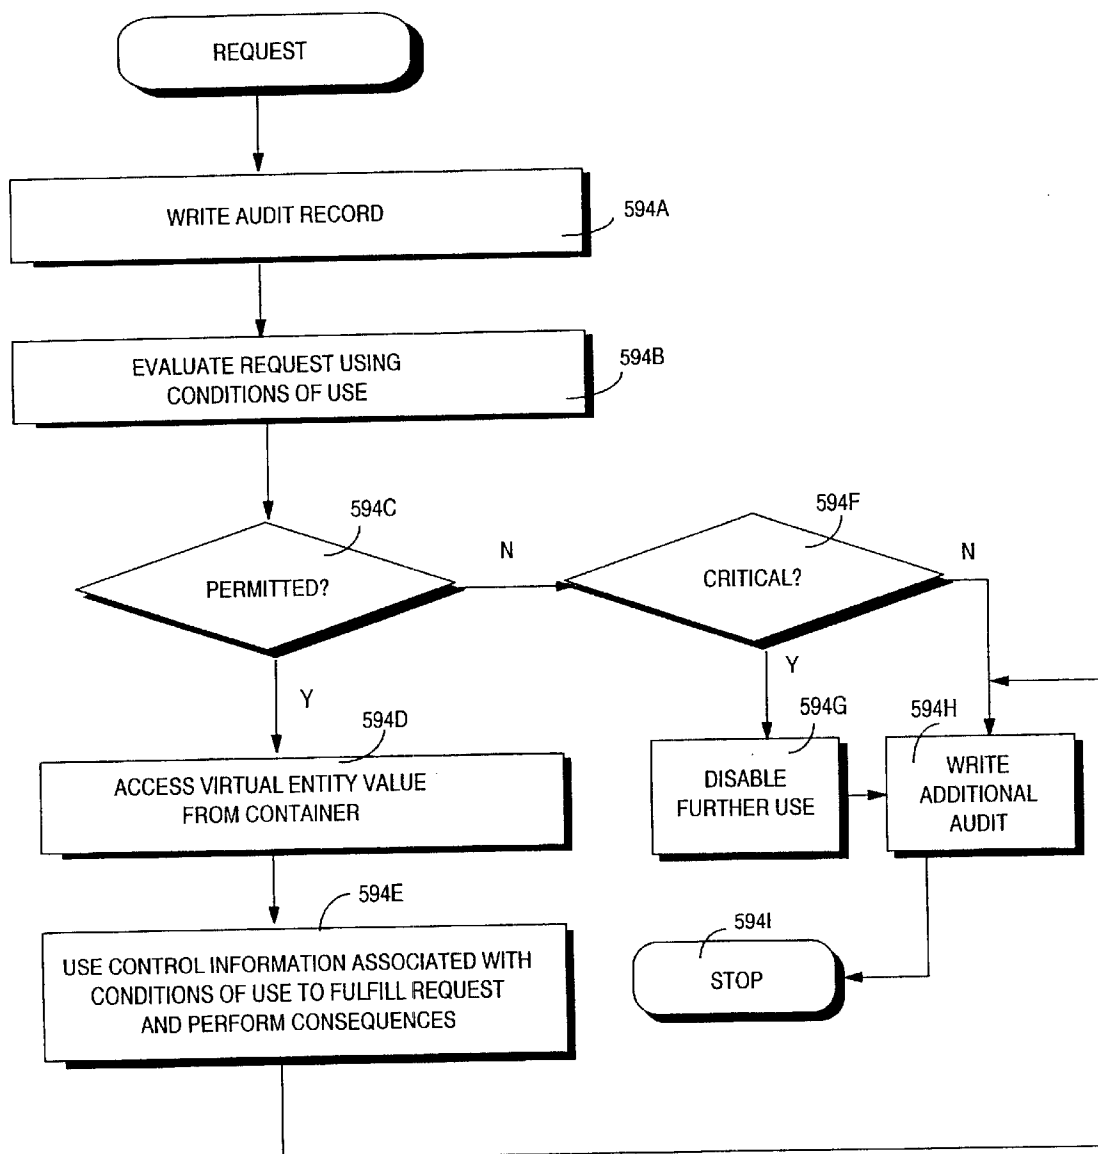 REQUEST
WRITE AUDIT RECORD
594A
EVALUATE REQUEST USING
CONDITIONS OF USE
594B
594C
PERMITTED?
N
594F
CRITICAL?
N
Y
Y
594D
ACCESS VIRTUAL ENTITY VALUE
FROM CONTAINER
594G
DISABLE
FURTHER USE
594H
WRITE
ADDITIONAL
AUDIT
594E
USE CONTROL INFORMATION ASSOCIATED WITH
CONDITIONS OF USE TO FULFILL REQUEST
AND PERFORM CONSEQUENCES
594I
STOP